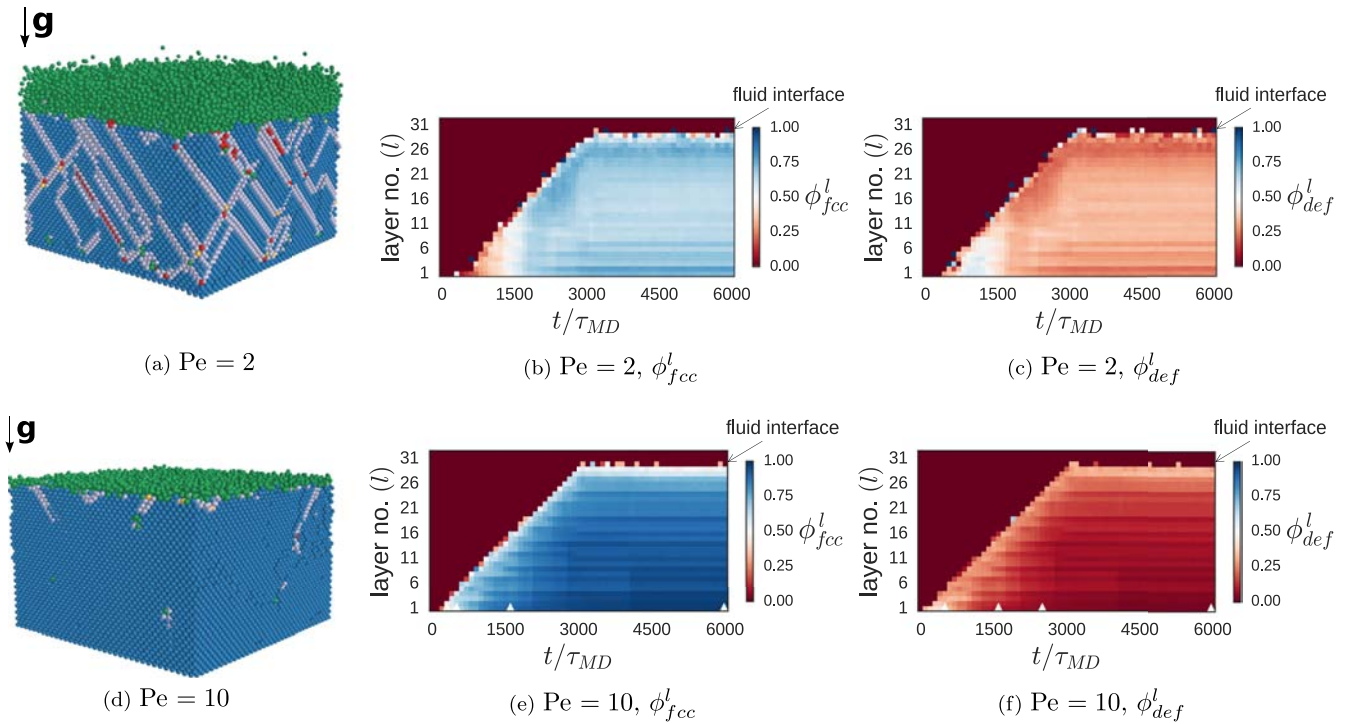 g
fluid interface
fluid interface
layer no. (l)
31
26
21
16
11
6
1
1.00
0.75
0.50
0.25
0.00
ϕ^l_fcc
0 1500 3000 4500 6000
t/τ_MD
layer no. (l)
31
26
21
16
11
6
1
1.00
0.75
0.50
0.25
0.00
ϕ^l_def
0 1500 3000 4500 6000
t/τ_MD
(a) Pe = 2
(b) Pe = 2, ϕ^l_fcc
(c) Pe = 2, ϕ^l_def
g
fluid interface
fluid interface
layer no. (l)
31
26
21
16
11
6
1
1.00
0.75
0.50
0.25
0.00
ϕ^l_fcc
0 1500 3000 4500 6000
t/τ_MD
layer no. (l)
31
26
21
16
11
6
1
1.00
0.75
0.50
0.25
0.00
ϕ^l_def
0 1500 3000 4500 6000
t/τ_MD
(d) Pe = 10
(e) Pe = 10, ϕ^l_fcc
(f) Pe = 10, ϕ^l_def